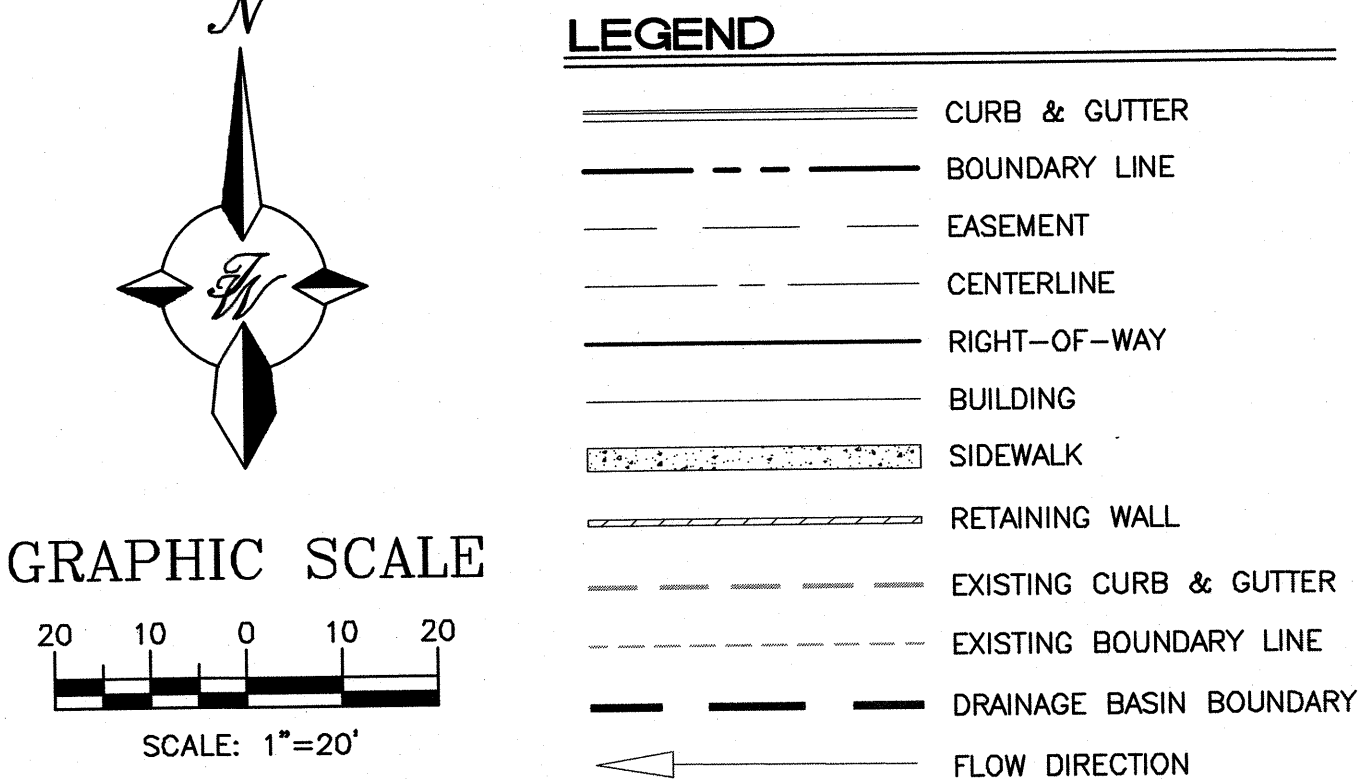 N
JW
GRAPHIC SCALE
20 10 0 10 20
SCALE: 1"=20'
LEGEND
CURB & GUTTER
BOUNDARY LINE
EASEMENT
CENTERLINE
RIGHT-OF-WAY
BUILDING
SIDEWALK
RETAINING WALL
EXISTING CURB & GUTTER
EXISTING BOUNDARY LINE
DRAINAGE BASIN BOUNDARY
FLOW DIRECTION